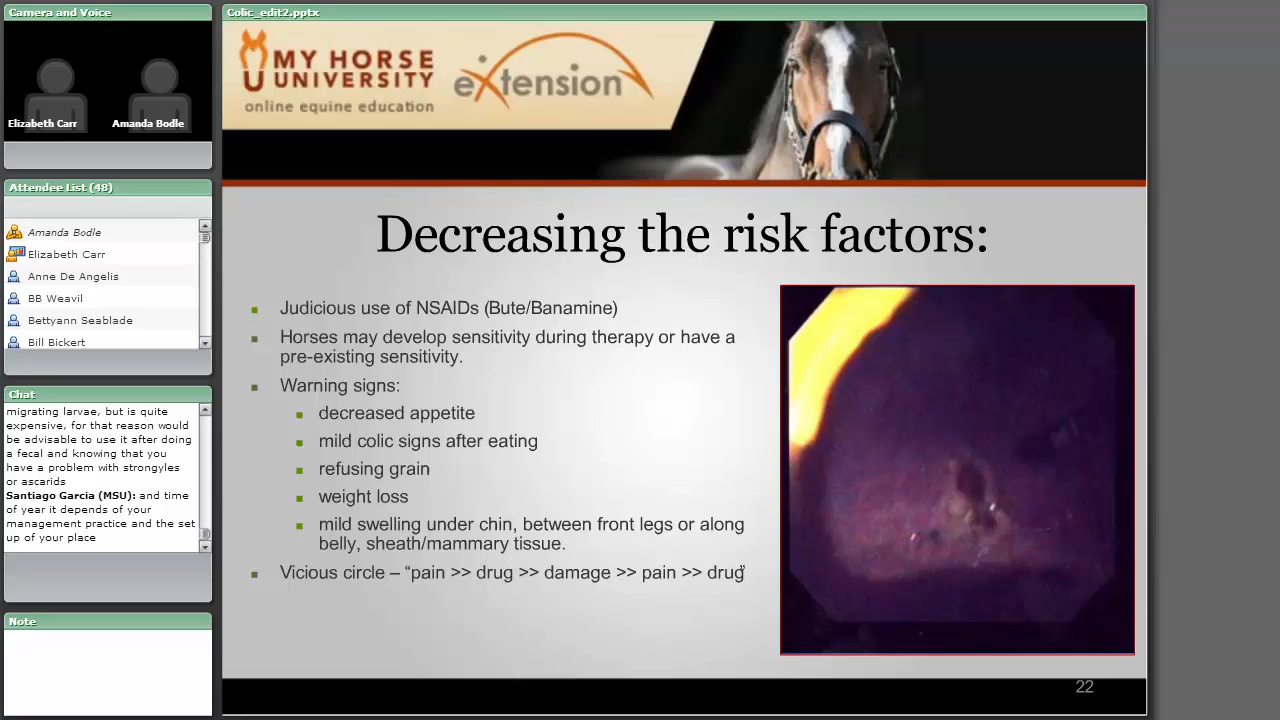 Camera and Voice
Elizabeth Carr
Amanda Bodle
Attendee List (48)
Amanda Bodle
Elizabeth Carr
Anne De Angelis
BB Weavil
Bettyann Seablade
Bill Bickert
Chat
migrating larvae, but is quite
expensive, for that reason would
be advisable to use it after doing
a fecal and knowing that you
have a problem with strongyles
or ascarids
Santiago Garcia (MSU): and time
of year it depends of your
management practice and the set
up of your place
Note
Colic_edit2.pptx
MY HORSE
UNIVERSITY
online equine education
eXtension
Decreasing the risk factors:
Judicious use of NSAIDs (Bute/Banamine)
Horses may develop sensitivity during therapy or have a
pre-existing sensitivity.
Warning signs:
decreased appetite
mild colic signs after eating
refusing grain
weight loss
mild swelling under chin, between front legs or along
belly, sheath/mammary tissue.
Vicious circle – “pain >> drug >> damage >> pain >> drug”
22